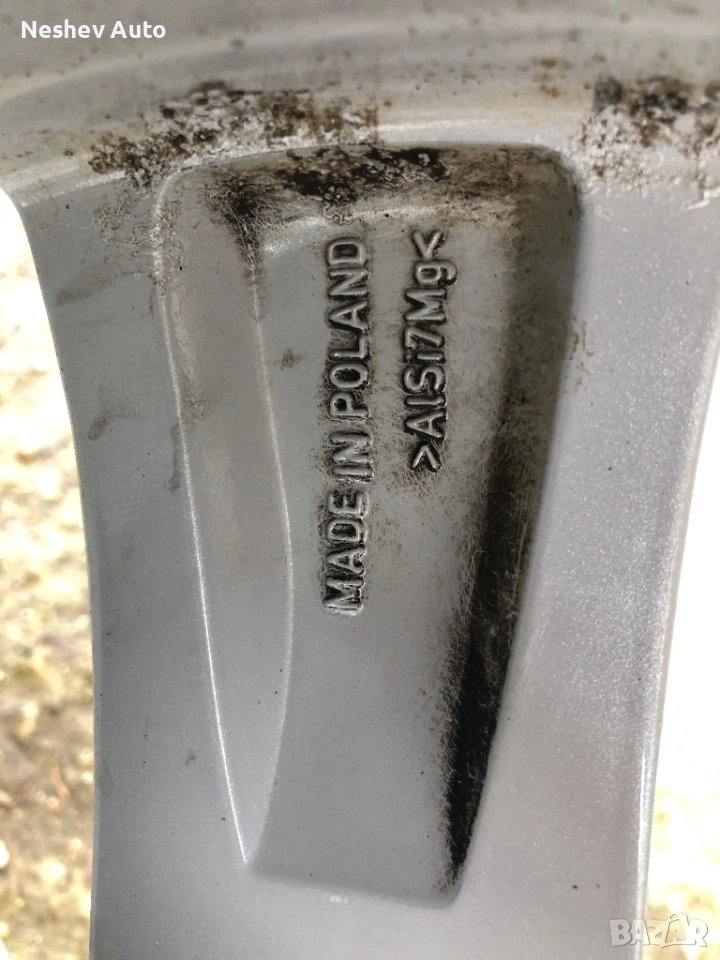 Neshev Auto
MADE IN POLAND
>AlSi7Mg<
BAZAR